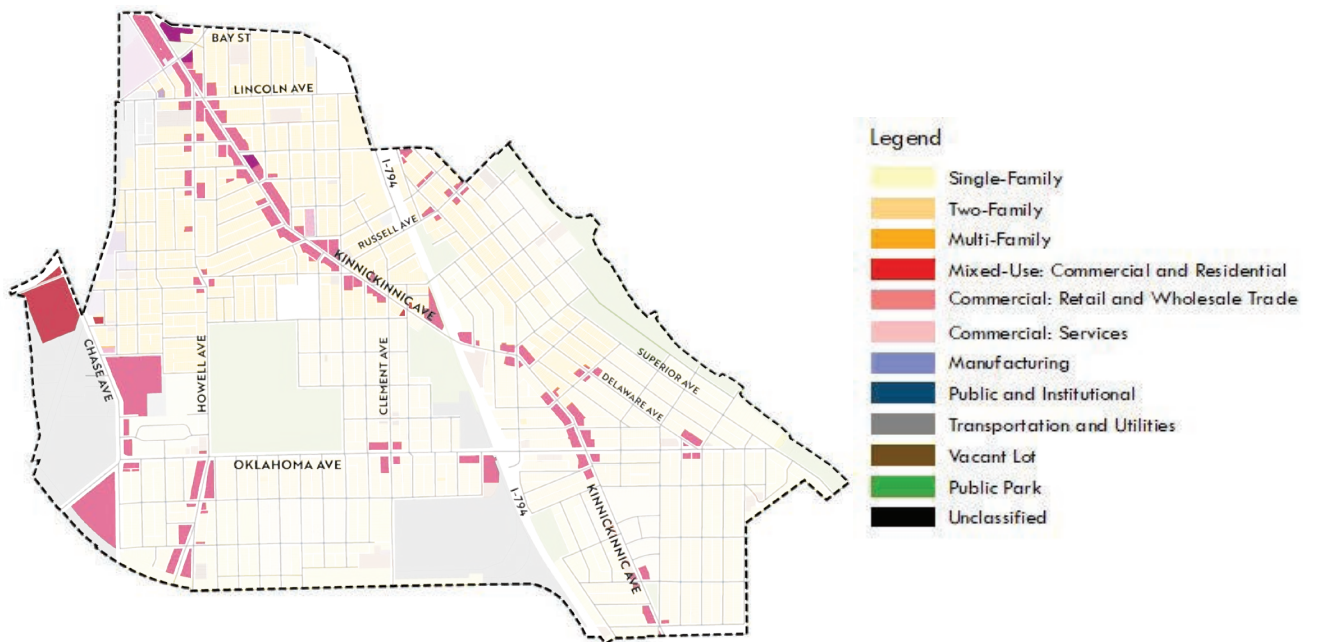 BAY ST
LINCOLN AVE
I-794
RUSSELL AVE
KINNICKINNIC AVE
CHASE AVE
HOWELL AVE
CLEMENT AVE
SUPERIOR AVE
DELAWARE AVE
OKLAHOMA AVE
I-794
KINNICKINNIC AVE
Legend
Single-Family
Two-Family
Multi-Family
Mixed-Use: Commercial and Residential
Commercial: Retail and Wholesale Trade
Commercial: Services
Manufacturing
Public and Institutional
Transportation and Utilities
Vacant Lot
Public Park
Unclassified